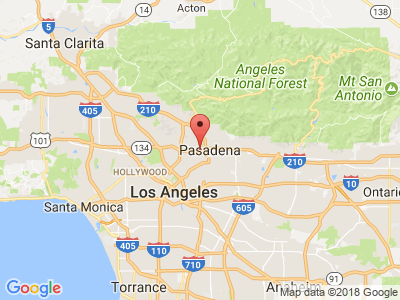 Acton
14
138
5
Santa Clarita
Angeles
National Forest
Mt San
Antonio
210
405
101
134
Pasadena
210
HOLLYWOOD
10
Los Angeles
Ontari
Santa Monica
605
405
110
710
91
Torrance
Anaheim
Google
Map data ©2018 Google